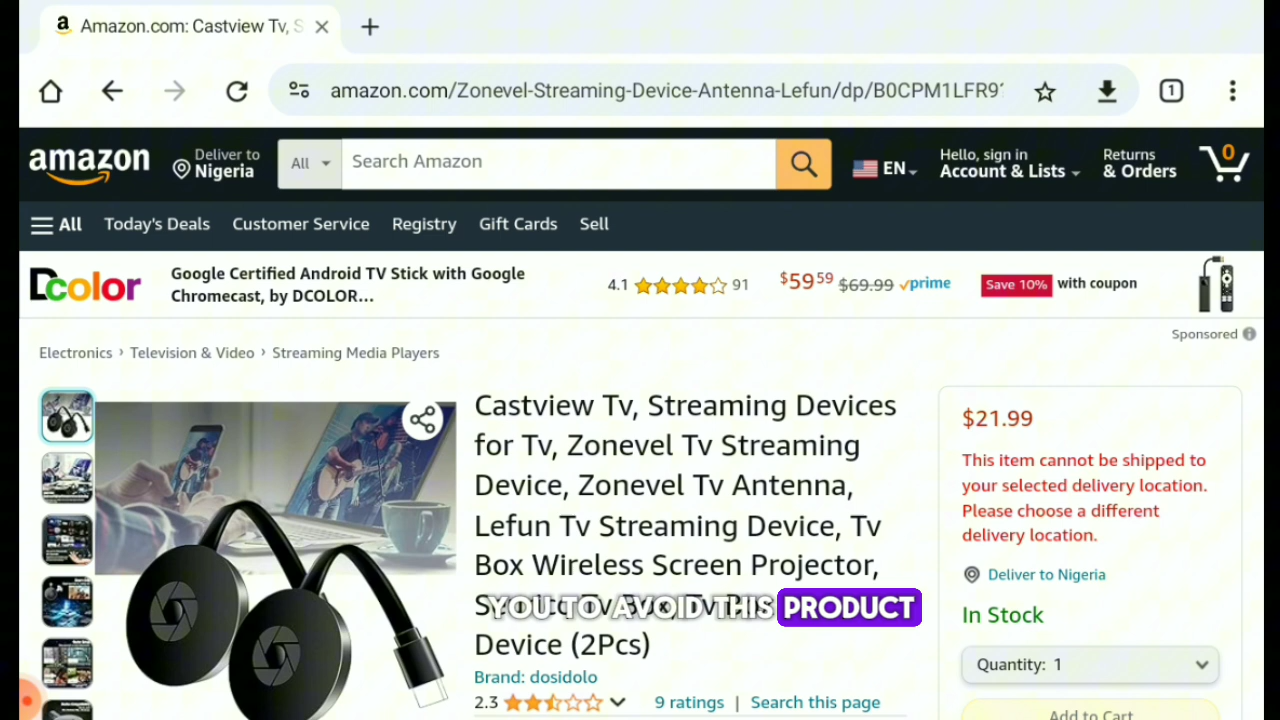 Amazon.com: Castview Tv, S
amazon.com/Zonevel-Streaming-Device-Antenna-Lefun/dp/B0CPM1LFR9
1
amazon
Deliver to
Nigeria
All
Search Amazon
EN
Hello, sign in
Account & Lists
Returns
& Orders
0
All
Today's Deals
Customer Service
Registry
Gift Cards
Sell
Dcolor
Google Certified Android TV Stick with Google
Chromecast, by DCOLOR...
4.1
91
$59 59 $69.99 prime
Save 10% with coupon
Sponsored
Electronics › Television & Video › Streaming Media Players
Castview Tv, Streaming Devices
for Tv, Zonevel Tv Streaming
Device, Zonevel Tv Antenna,
Lefun Tv Streaming Device, Tv
Box Wireless Screen Projector,
YOU TO AVOID THIS PRODUCT
Device (2Pcs)
Brand: dosidolo
2.3
9 ratings | Search this page
$21.99
This item cannot be shipped to
your selected delivery location.
Please choose a different
delivery location.
Deliver to Nigeria
In Stock
Quantity: 1
Add to Cart